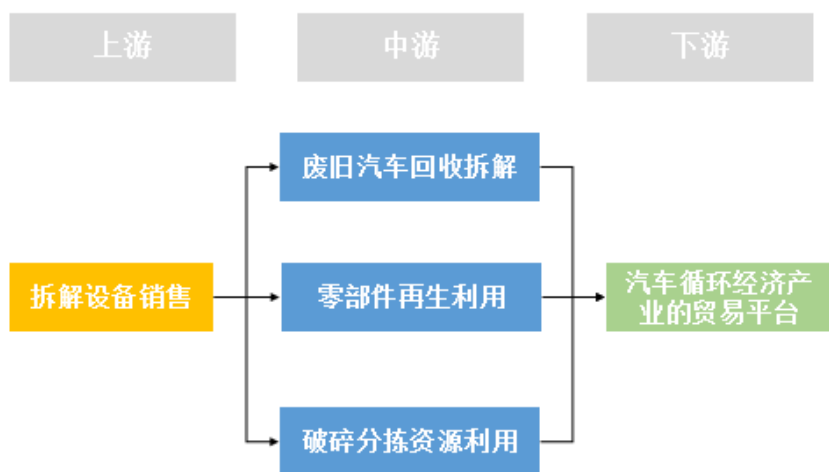 上游
中游
下游
废旧汽车回收拆解
拆解设备销售
零部件再生利用
汽车循环经济产
业的贸易平台
破碎分拣资源利用